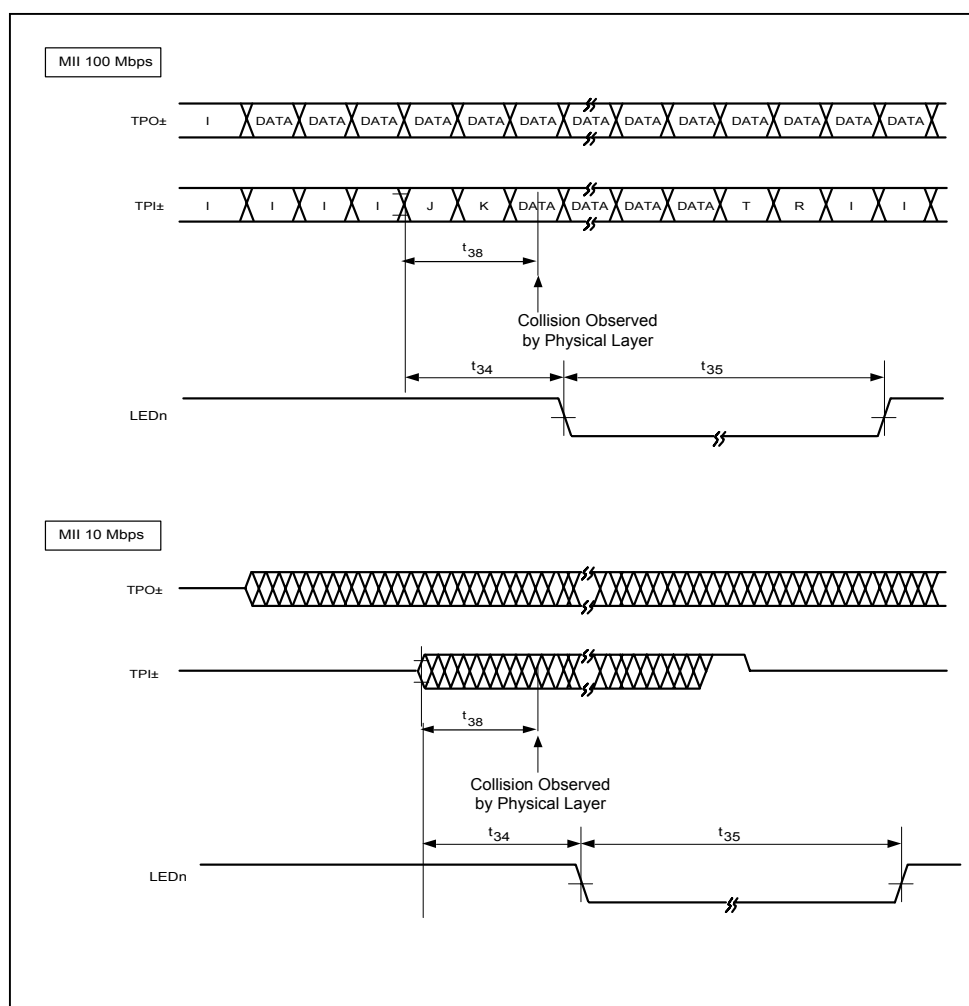 MII 100 Mbps
TPO± I DATA DATA DATA DATA DATA DATA DATA DATA DATA DATA DATA DATA DATA
TPI± I I I I J K DATA DATA DATA DATA T R I I
t38
Collision Observed
by Physical Layer
t34 t35
LEDn
MII 10 Mbps
TPO±
TPI±
t38
Collision Observed
by Physical Layer
t34 t35
LEDn